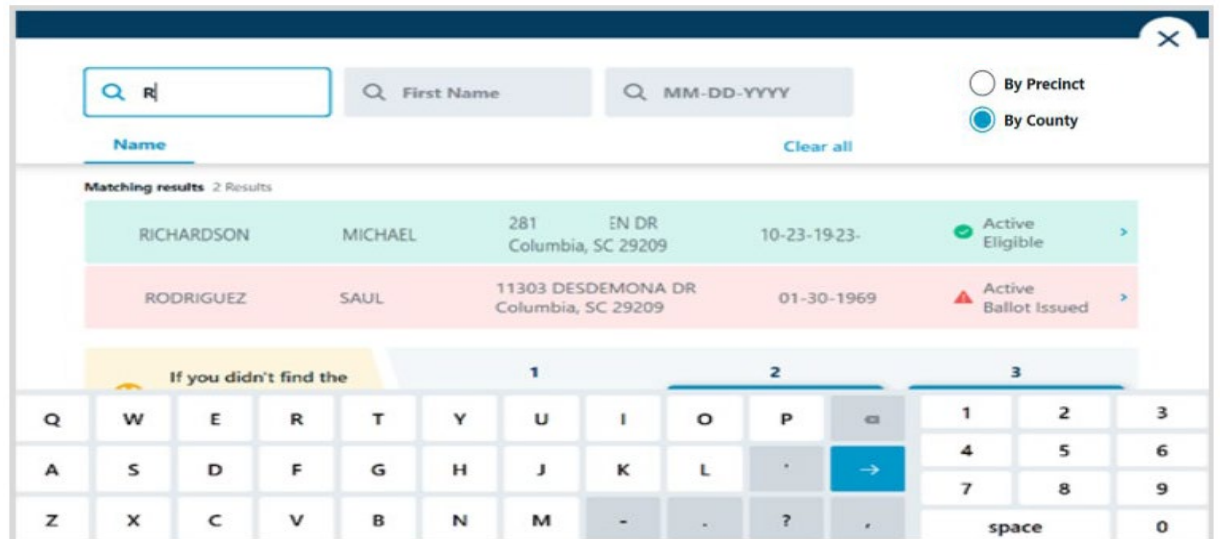 R First Name MM-DD-YYYY By Precinct
By County
Name Clear all
Matching results 2 Results
RICHARDSON MICHAEL 281 EN DR 10-23-1923- Active
Columbia, SC 29209 Eligible
RODRIGUEZ SAUL 11303 DESDEMONA DR 01-30-1969 Active
Columbia, SC 29209 Ballot Issued
If you didn't find the 1 2 3
Q W E R T Y U I O P 1 2 3
A S D F G H J K L ' → 4 5 6
7 8 9
Z X C V B N M - . ? , space 0